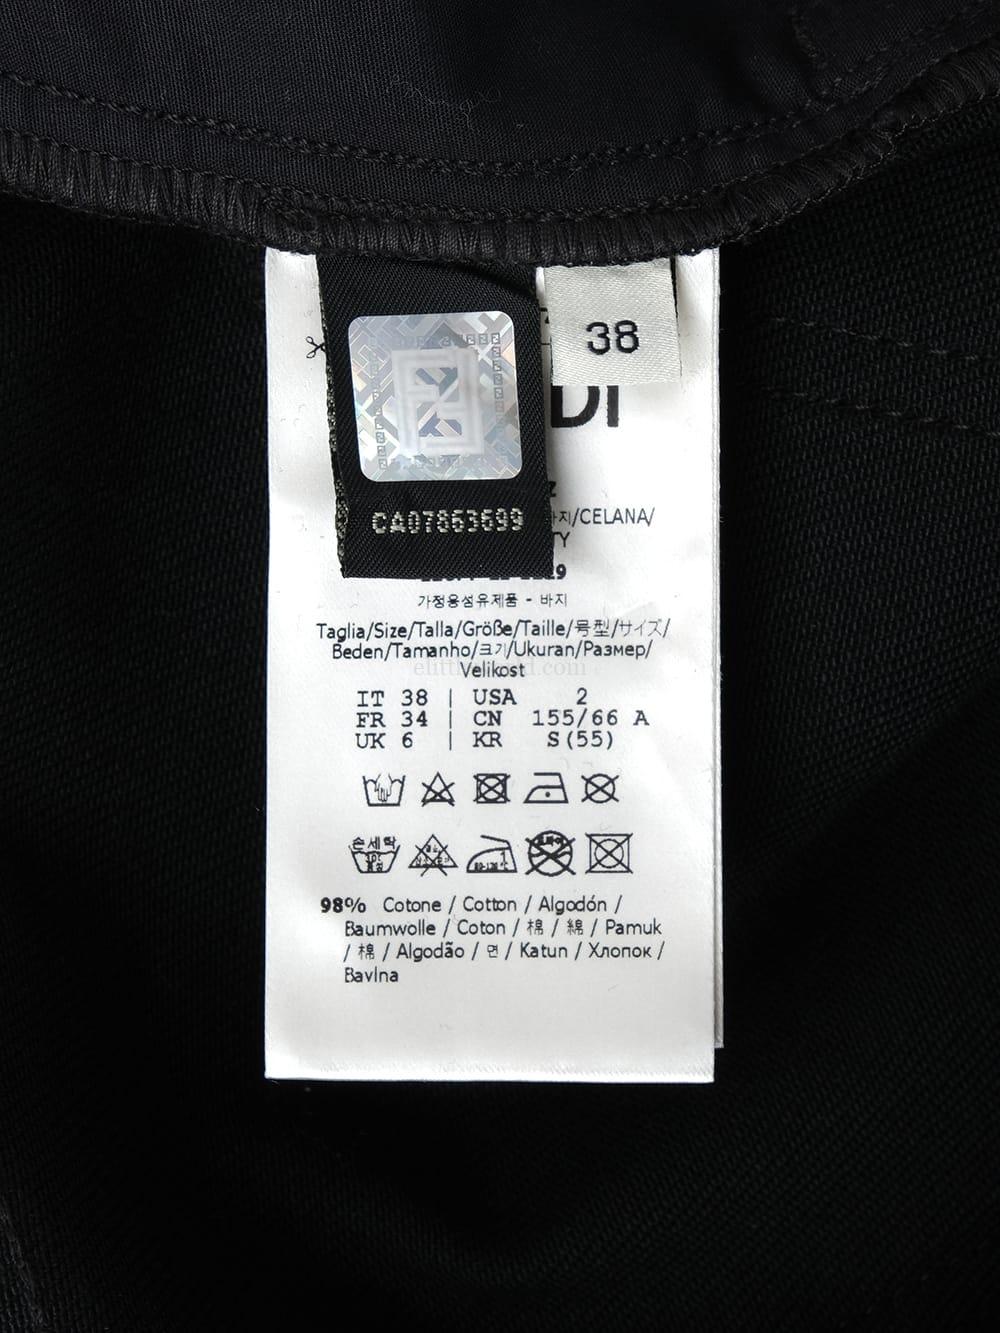 38
DI
CA07863699
바지/CELANA/
TY
가정용섬유제품 - 바지
Taglia/Size/Talla/Größe/Taille/号型/サイズ/
Beden/Tamanho/크기/Ukuran/Размер/
Velikost
IT 38 | USA 2
FR 34 | CN 155/66 A
UK 6 | KR S(55)
손세탁
98% Cotone / Cotton / Algodón /
Baumwolle / Coton / 棉 / 綿 / Pamuk
/ 棉 / Algodão / 면 / Katun / Хлопок /
Bavlna